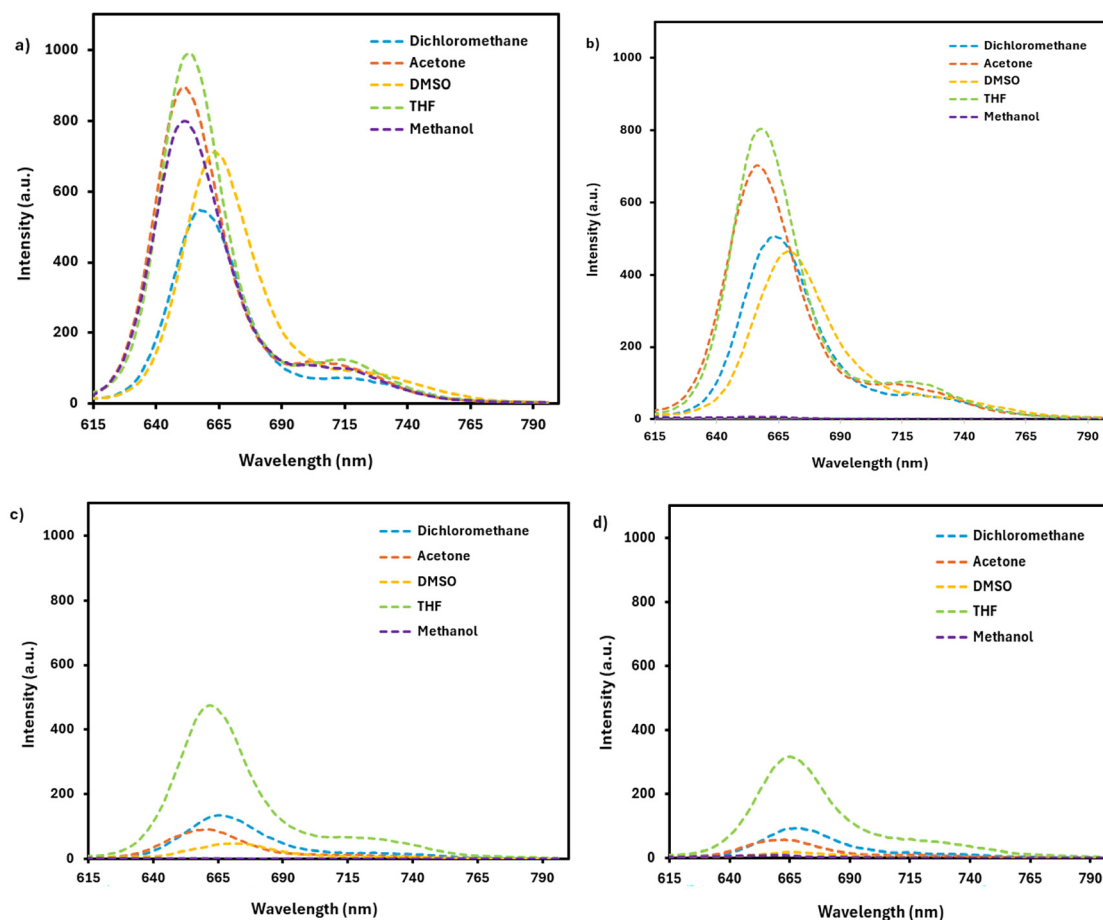 a)
Dichloromethane
Acetone
DMSO
THF
Methanol
Intensity (a.u.)
1000
800
600
400
200
0
615 640 665 690 715 740 765 790
Wavelength (nm)
b)
Dichloromethane
Acetone
DMSO
THF
Methanol
Intensity (a.u.)
1000
800
600
400
200
0
615 640 665 690 715 740 765 790
Wavelength (nm)
c)
Dichloromethane
Acetone
DMSO
THF
Methanol
Intensity (a.u.)
1000
800
600
400
200
0
615 640 665 690 715 740 765 790
Wavelength (nm)
d)
Dichloromethane
Acetone
DMSO
THF
Methanol
Intensity (a.u.)
1000
800
600
400
200
0
615 640 665 690 715 740 765 790
Wavelength (nm)